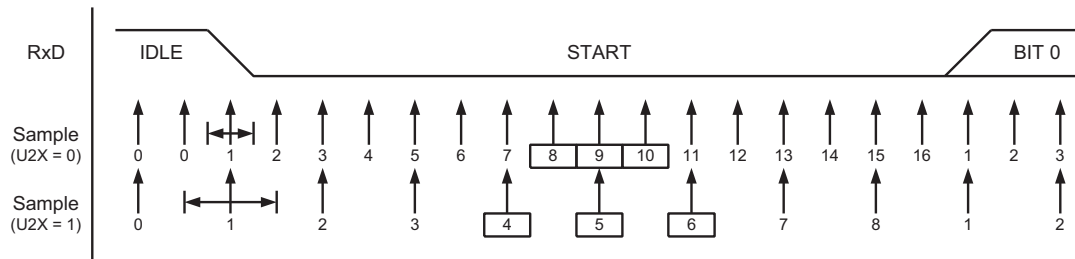 RxD IDLE START BIT 0
Sample
(U2X = 0) 0 0 1 2 3 4 5 6 7 8 9 10 11 12 13 14 15 16 1 2 3
Sample
(U2X = 1) 0 1 2 3 4 5 6 7 8 1 2